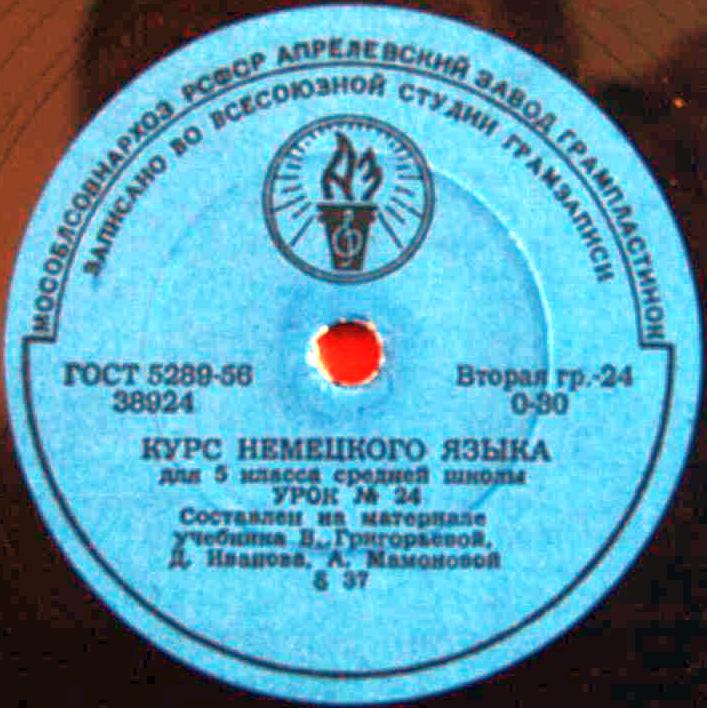 МОСОБЛСОВНАРХОЗ РСФСР АПРЕЛЕВСКИЙ ЗАВОД ГРАМПЛАСТИНОК
ЗАПИСАНО ВО ВСЕСОЮЗНОЙ СТУДИИ ГРАМЗАПИСИ
АЗ
ГОСТ 5289-56
38924
Вторая гр.-24
0-30
КУРС НЕМЕЦКОГО ЯЗЫКА
для 5 класса средней школы
УРОК № 24
Составлен на материале
учебника В. Григорьевой,
Д. Иванова, А. Мамоновой
§ 37